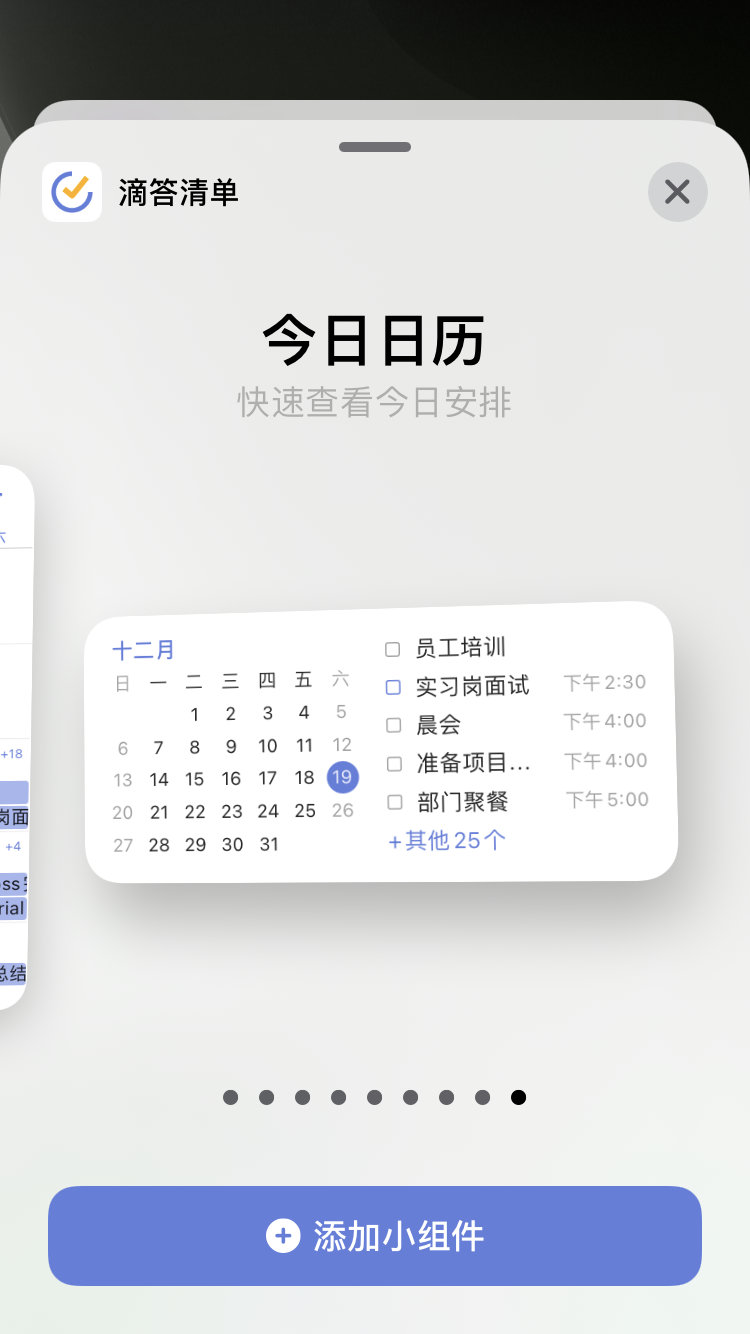 滴答清单
今日日历
快速查看今日安排
十二月
日 一 二 三 四 五 六
1 2 3 4 5
6 7 8 9 10 11 12
13 14 15 16 17 18 19
20 21 22 23 24 25 26
27 28 29 30 31
员工培训
实习岗面试 下午2:30
晨会 下午4:00
准备项目... 下午4:00
部门聚餐 下午5:00
+其他25个
+18
岗面
+4
ss
rial
总结
添加小组件